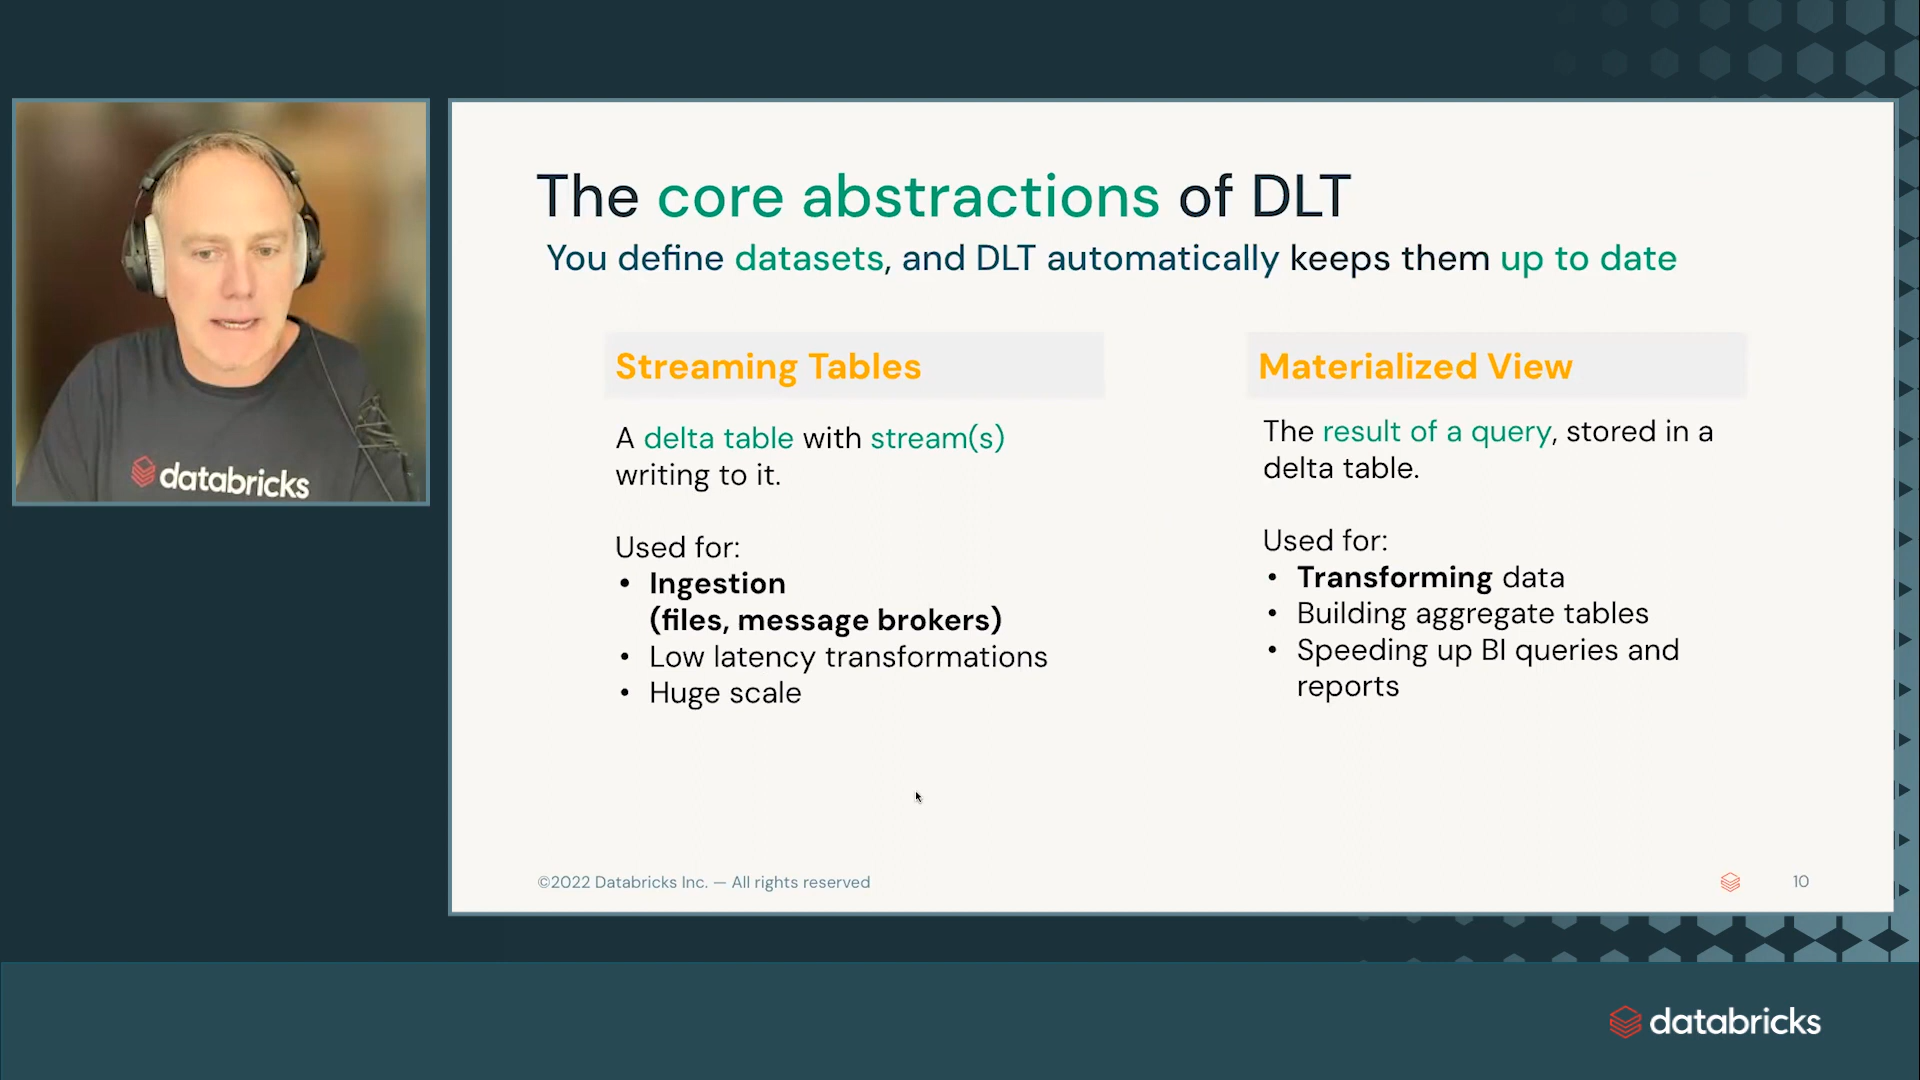 The core abstractions of DLT
You define datasets, and DLT automatically keeps them up to date
Streaming Tables
A delta table with stream(s)
writing to it.
Used for:
• Ingestion
(files, message brokers)
• Low latency transformations
• Huge scale
Materialized View
The result of a query, stored in a
delta table.
Used for:
• Transforming data
• Building aggregate tables
• Speeding up BI queries and
reports
©2022 Databricks Inc. — All rights reserved
10
databricks
databricks